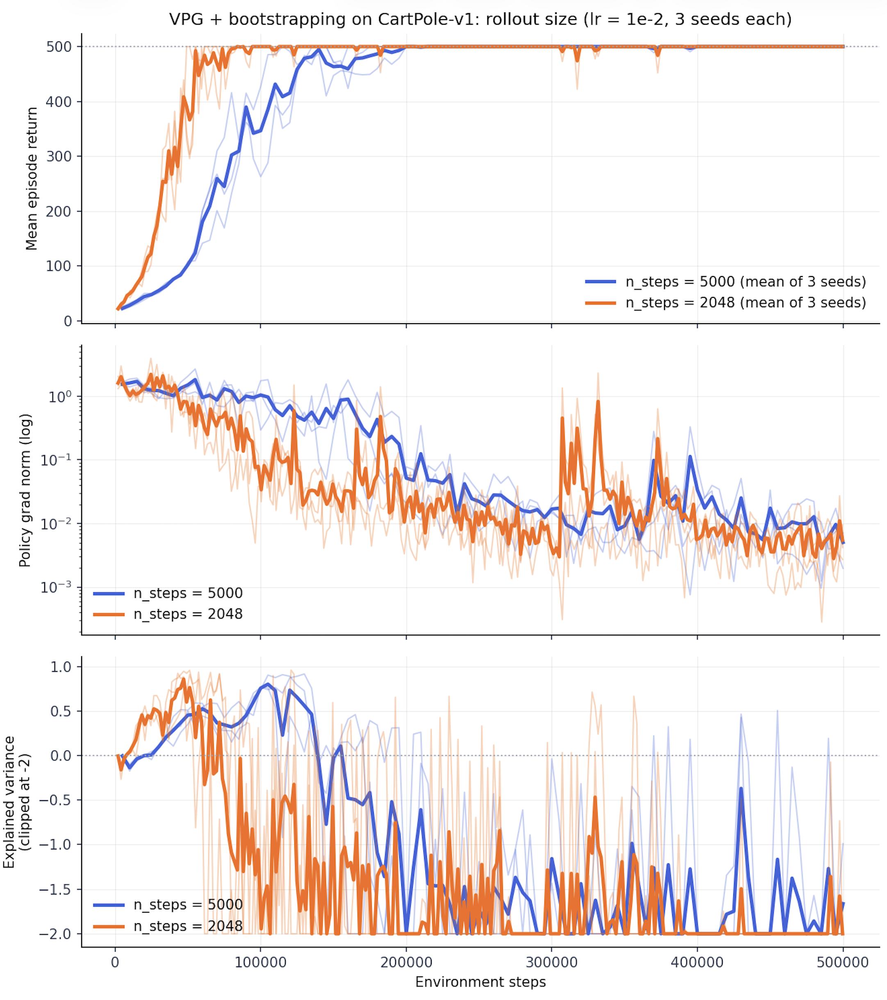 VPG + bootstrapping on CartPole-v1: rollout size (lr = 1e-2, 3 seeds each)
Mean episode return
500
400
300
200
100
0
n_steps = 5000 (mean of 3 seeds)
n_steps = 2048 (mean of 3 seeds)
Policy grad norm (log)
10⁰
10⁻¹
10⁻²
10⁻³
n_steps = 5000
n_steps = 2048
Explained variance
(clipped at -2)
1.0
0.5
0.0
−0.5
−1.0
−1.5
−2.0
n_steps = 5000
n_steps = 2048
0 100000 200000 300000 400000 500000
Environment steps